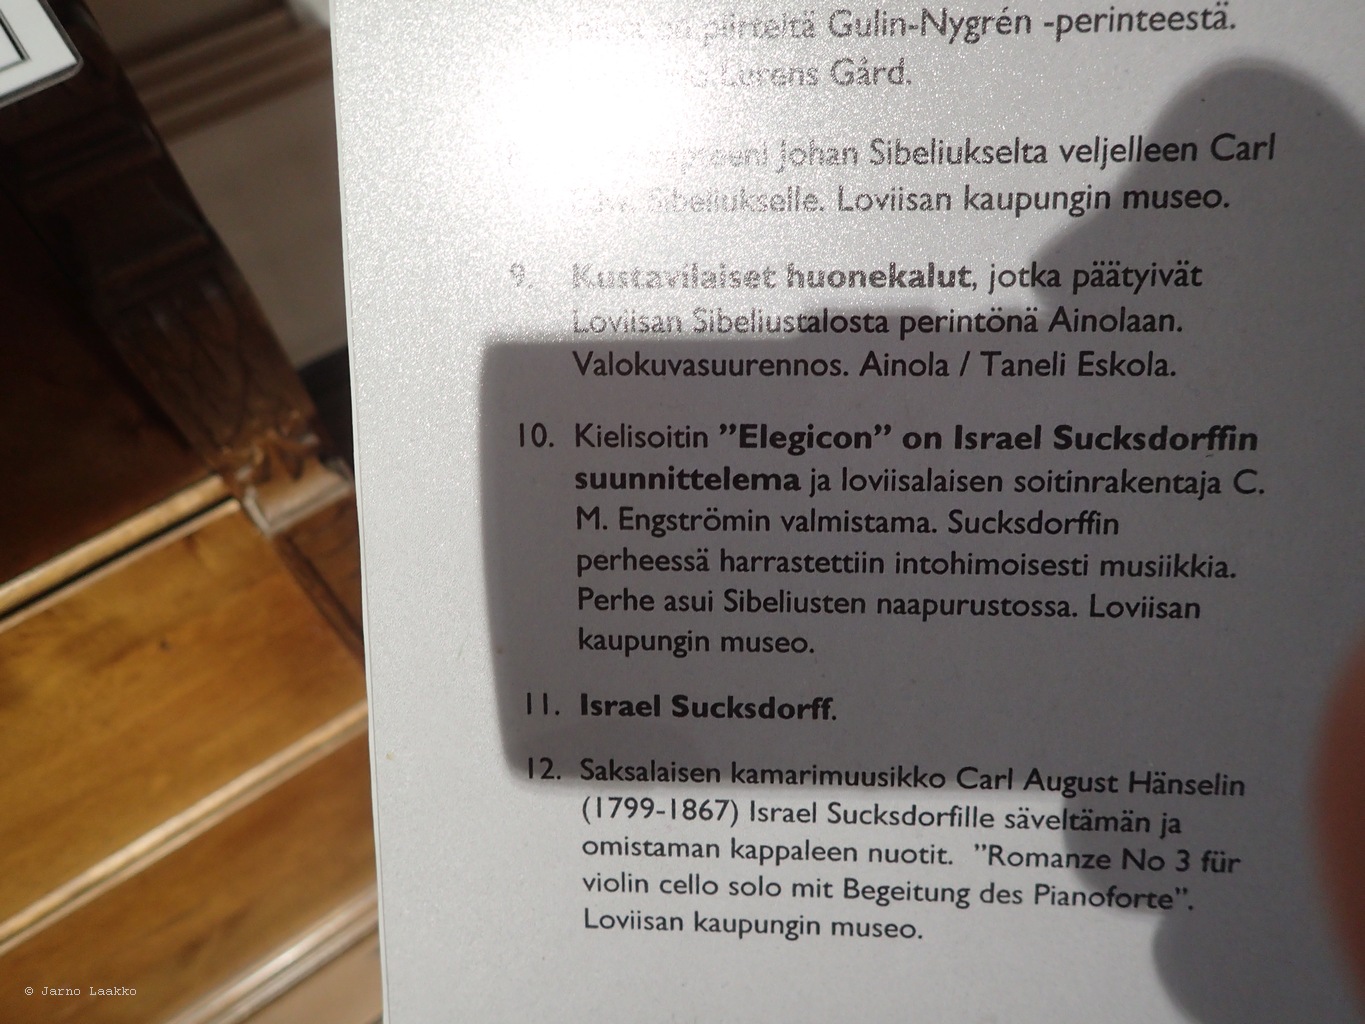 piirteitä Gulin-Nygrén -perinteestä.
Lurens Gård.
Johan Sibeliukselta veljelleen Carl
Sibeliukselle. Loviisan kaupungin museo.
9. Kustavilaiset huonekalut, jotka päätyivät
Loviisan Sibeliustalosta perintönä Ainolaan.
Valokuvasuurennos. Ainola / Taneli Eskola.
10. Kielisoitin ”Elegicon” on Israel Sucksdorffin
suunnittelema ja loviisalaisen soitinrakentaja C.
M. Engströmin valmistama. Sucksdorffin
perheessä harrastettiin intohimoisesti musiikkia.
Perhe asui Sibeliusten naapurustossa. Loviisan
kaupungin museo.
11. Israel Sucksdorff.
12. Saksalaisen kamarimuusikko Carl August Hänselin
(1799-1867) Israel Sucksdorfille säveltämän ja
omistaman kappaleen nuotit. ”Romanze No 3 für
violin cello solo mit Begeitung des Pianoforte”.
Loviisan kaupungin museo.
© Jarno Laakko